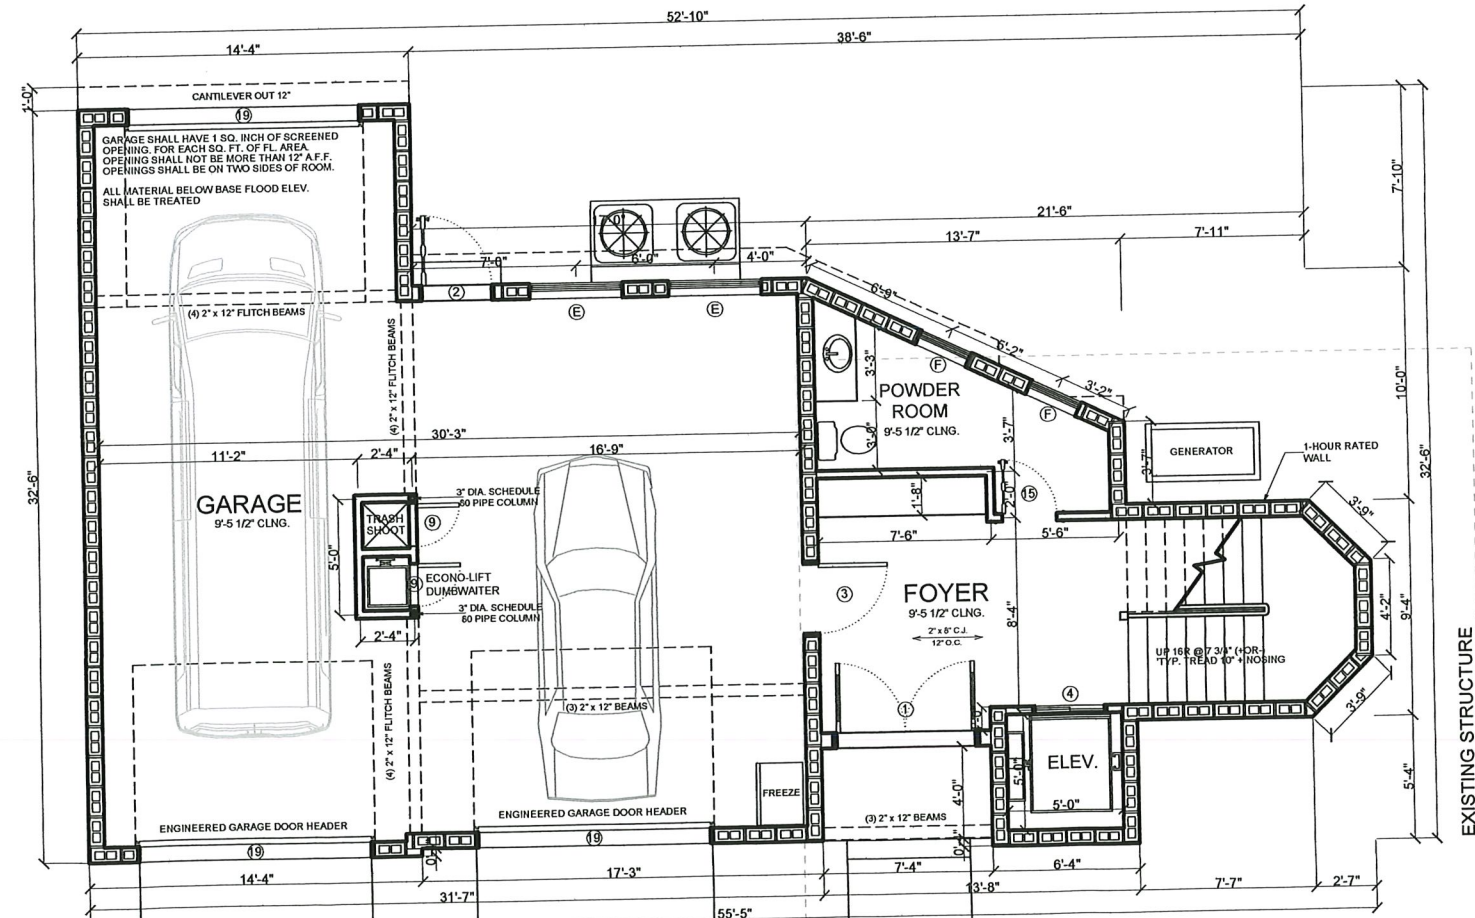 52'-10"
14'-4"
38'-6"
1'-0"
CANTILEVER OUT 12"
19
GARAGE SHALL HAVE 1 SQ. INCH OF SCREENED
OPENING. FOR EACH SQ. FT. OF FL. AREA.
OPENING SHALL NOT BE MORE THAN 12" A.F.F.
OPENINGS SHALL BE ON TWO SIDES OF ROOM.
ALL MATERIAL BELOW BASE FLOOD ELEV.
SHALL BE TREATED
7'-10"
21'-6"
13'-7"
7'-11"
7'-0"
6'-0"
4'-0"
2
E
E
(4) 2" x 12" FLITCH BEAMS
(4) 2" x 12" FLITCH BEAMS
6'-9"
6'-2"
3'-2"
F
F
3'-3"
3'-0"
POWDER
ROOM
9'-5 1/2" CLNG.
3'-7"
10'-0"
32'-6"
32'-6"
30'-3"
11'-2"
2'-4"
16'-9"
GENERATOR
3'-7"
1-HOUR RATED
WALL
GARAGE
9'-5 1/2" CLNG.
3" DIA. SCHEDULE
80 PIPE COLUMN
TRASH
SHOOT
9
5'-0"
1'-8"
2'-0"
15
7'-6"
5'-6"
3'-9"
9
ECONO-LIFT
DUMBWAITER
3" DIA. SCHEDULE
80 PIPE COLUMN
2'-4"
3
FOYER
9'-5 1/2" CLNG.
2" x 8" C.J.
12" O.C.
8'-4"
4'-2"
9'-4"
UP 16R @ 7 3/4" (+OR-)
TYP. TREAD 10" + NOSING
3'-9"
EXISTING STRUCTURE
(4) 2" x 12" FLITCH BEAMS
(3) 2" x 12" BEAMS
1
4
ELEV.
5'-0"
5'-0"
FREEZE
4'-0"
5'-4"
(3) 2" x 12" BEAMS
ENGINEERED GARAGE DOOR HEADER
ENGINEERED GARAGE DOOR HEADER
19
19
14'-4"
17'-3"
7'-4"
6'-4"
31'-7"
13'-8"
7'-7"
2'-7"
55'-5"